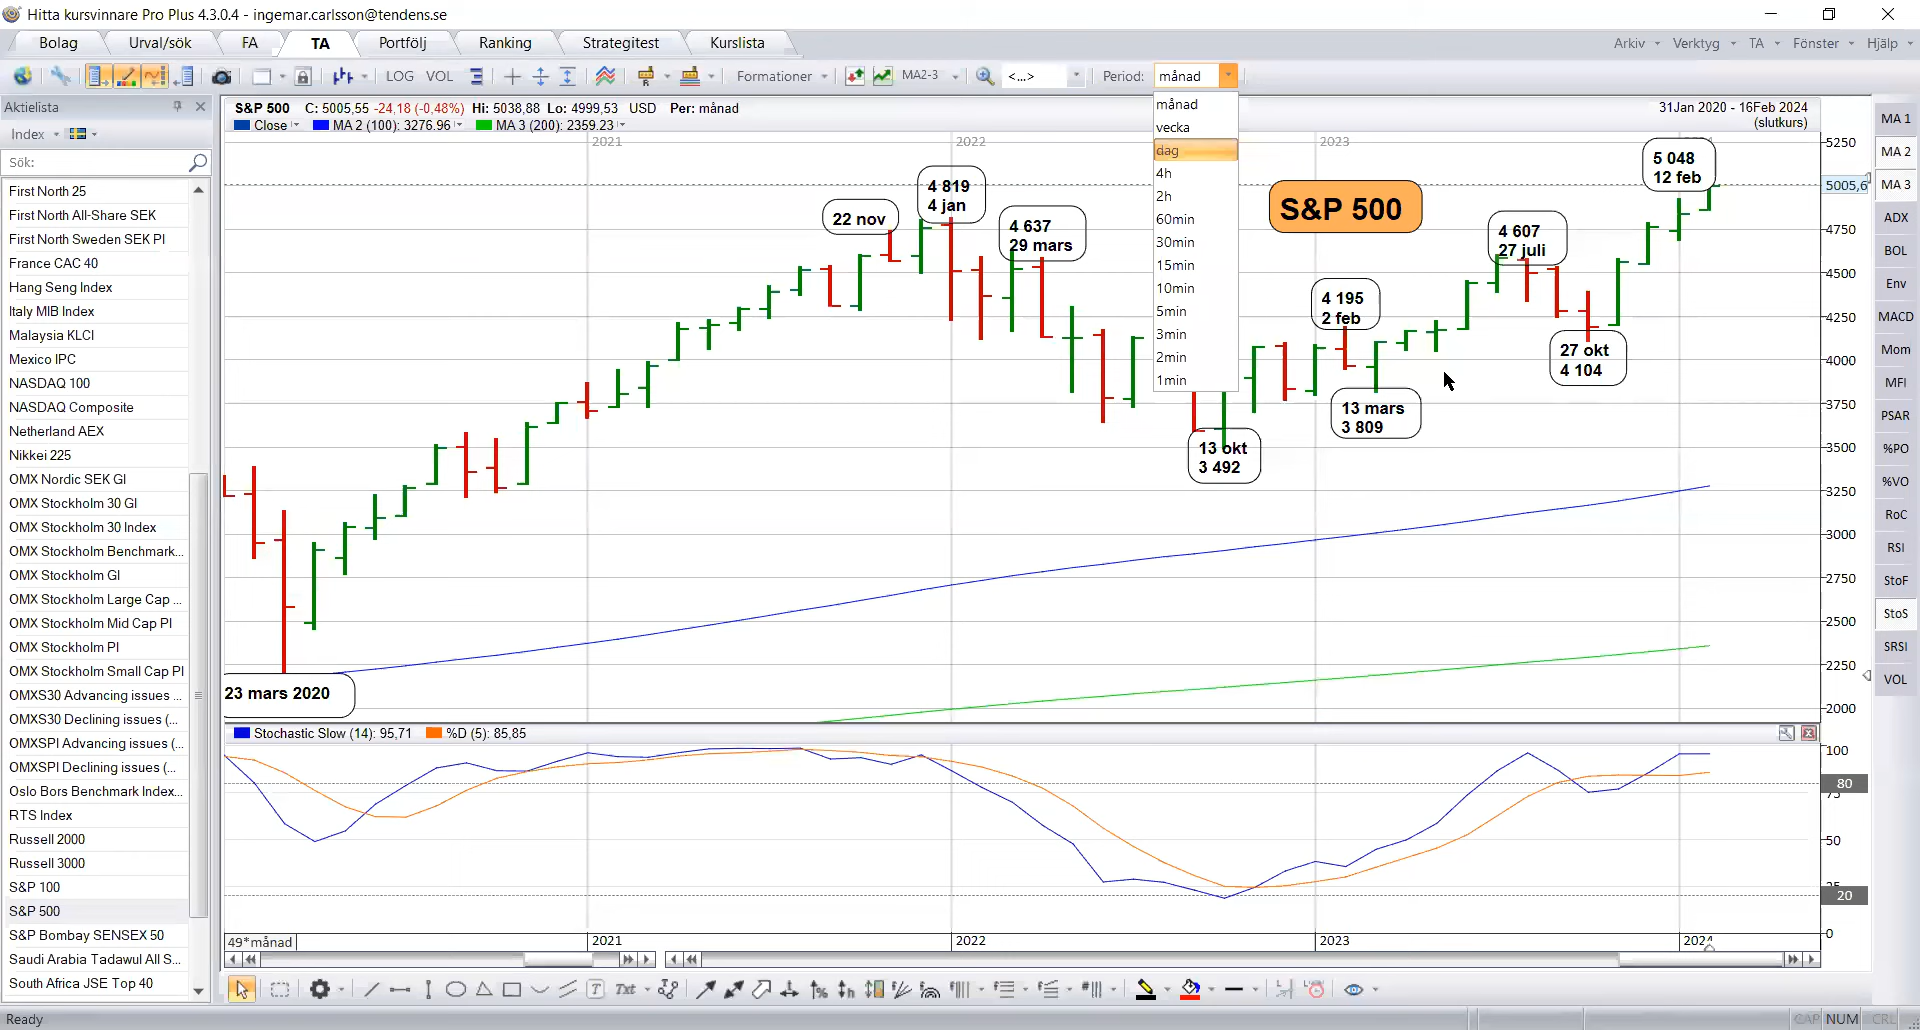 Hitta kursvinnare Pro Plus 4.3.0.4 - ingemar.carlsson@tendens.se
Bolag Urval/sök FA TA Portfölj Ranking Strategitest Kurslista
Arkiv Verktyg TA Fönster Hjälp
LOG VOL Formationer MA2-3 <...> Period: månad
Aktielista
Index
Sök:
First North 25
First North All-Share SEK
First North Sweden SEK PI
France CAC 40
Hang Seng Index
Italy MIB Index
Malaysia KLCI
Mexico IPC
NASDAQ 100
NASDAQ Composite
Netherland AEX
Nikkei 225
OMX Nordic SEK GI
OMX Stockholm 30 GI
OMX Stockholm 30 Index
OMX Stockholm Benchmark...
OMX Stockholm GI
OMX Stockholm Large Cap ...
OMX Stockholm Mid Cap PI
OMX Stockholm PI
OMX Stockholm Small Cap PI
OMXS30 Advancing issues ...
OMXS30 Declining issues (...
OMXSPI Advancing issues (...
OMXSPI Declining issues (...
Oslo Bors Benchmark Index...
RTS Index
Russell 2000
Russell 3000
S&P 100
S&P 500
S&P Bombay SENSEX 50
Saudi Arabia Tadawul All S...
South Africa JSE Top 40
S&P 500 C: 5005,55 -24,18 (-0,48%) Hi: 5038,88 Lo: 4999,53 USD Per: månad
31Jan 2020 - 16Feb 2024
(slutkurs)
Close MA 2 (100): 3276.96 MA 3 (200): 2359.23
2021 2022 2023
månad
vecka
dag
4h
2h
60min
30min
15min
10min
5min
3min
2min
1min
22 nov
4 819
4 jan
4 637
29 mars
S&P 500
4 195
2 feb
4 607
27 juli
5 048
12 feb
27 okt
4 104
13 mars
3 809
13 okt
3 492
23 mars 2020
5250
5005,6
4750
4500
4250
4000
3750
3500
3250
3000
2750
2500
2250
2000
Stochastic Slow (14): 95,71 %D (5): 85,85
100
80
50
20
0
49*månad 2021 2022 2023 2024
MA 1
MA 2
MA 3
ADX
BOL
Env
MACD
Mom
MFI
PSAR
%PO
%VO
RoC
RSI
StoF
StoS
SRSI
VOL
T Txt
Ready
CAP NUM CRL